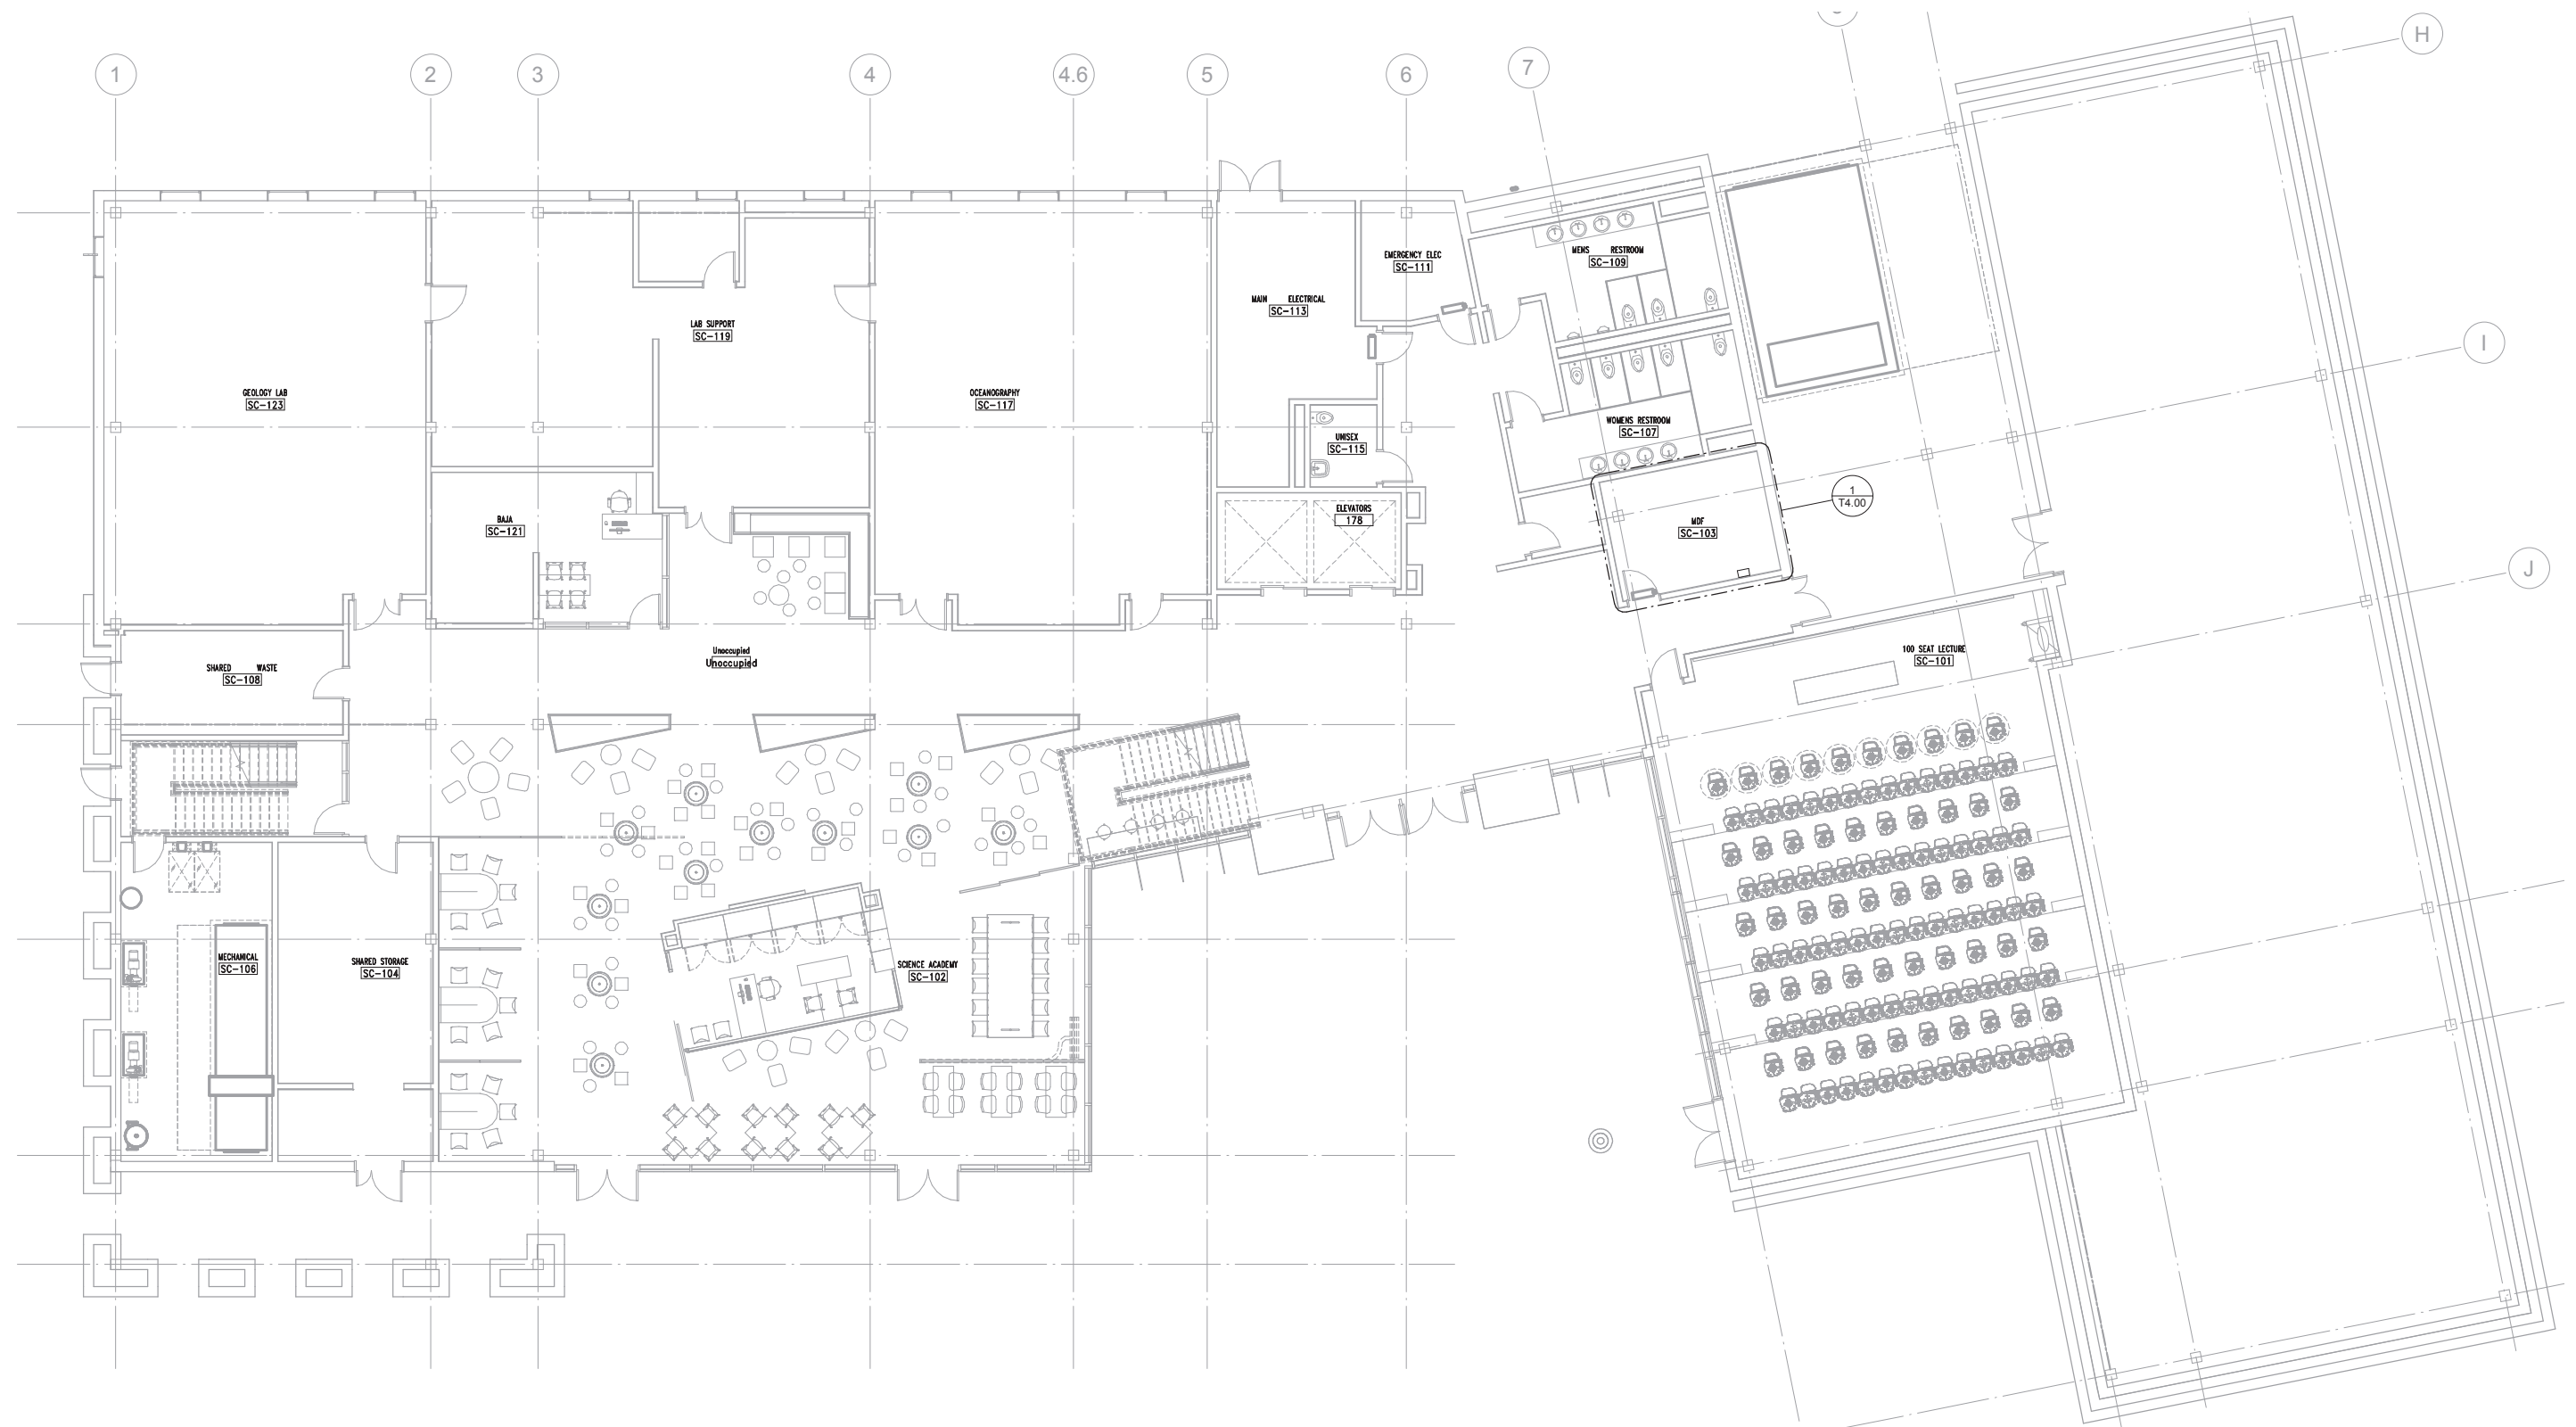 1
2
3
4
4.6
5
6
7
H
I
J
MENS RESTROOM
SC-109
EMERGENCY ELEC
SC-111
MAIN ELECTRICAL
SC-113
LAB SUPPORT
SC-119
GEOLOGY LAB
SC-123
OCEANOGRAPHY
SC-117
WOMENS RESTROOM
SC-107
UNISEX
SC-115
1
T4.00
ELEVATORS
178
BAJA
SC-121
MDF
SC-103
Unoccupied
Unoccupied
100 SEAT LECTURE
SC-101
SHARED WASTE
SC-108
MECHANICAL
SC-106
SHARED STORAGE
SC-104
SCIENCE ACADEMY
SC-102